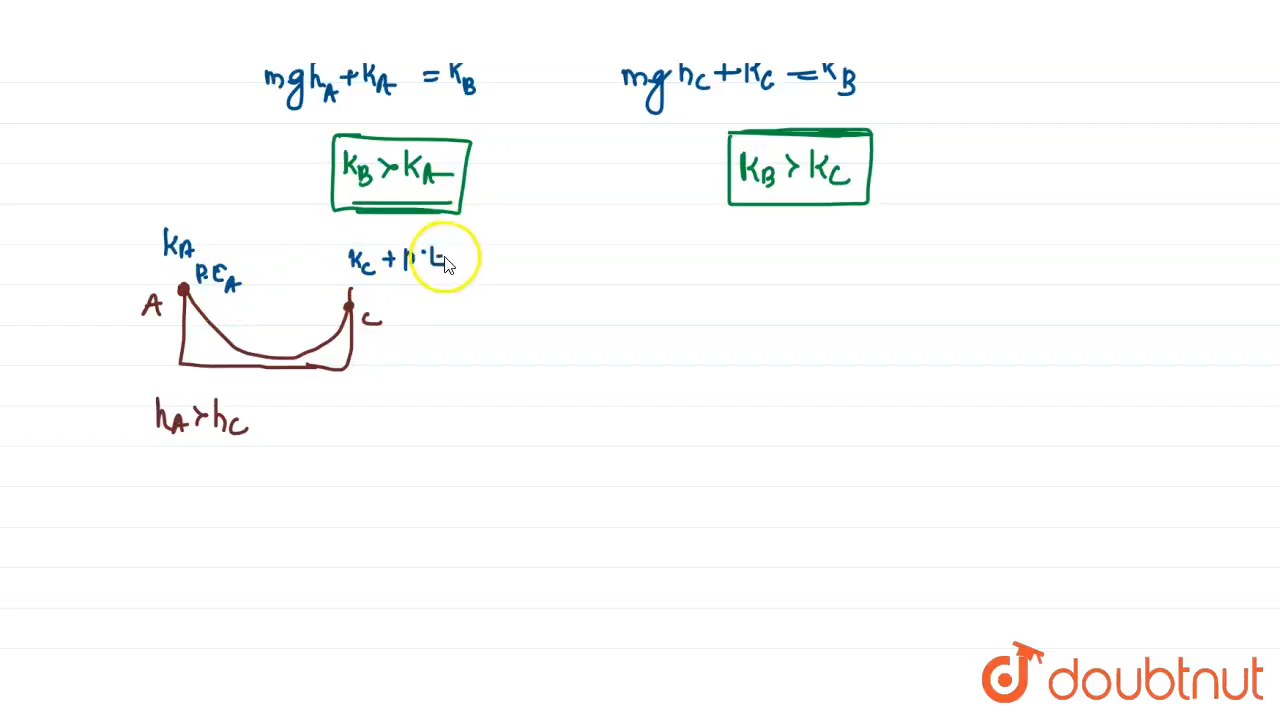 mgh_A + K_A = K_B
mgh_C + K_C = K_B
K_B > K_A
K_B > K_C
K_A
P.E_A
K_C + P.E
A
C
h_A > h_C
doubtnut